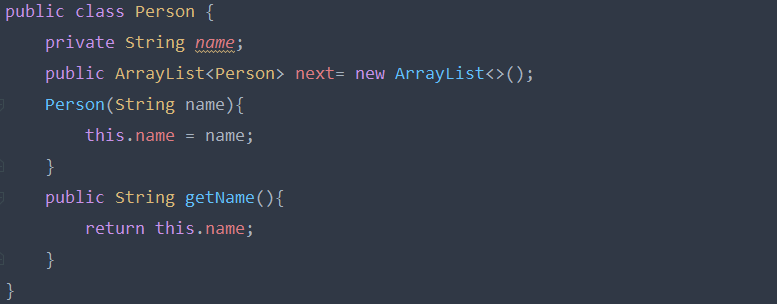 public class Person {
    private String name;
    public ArrayList<Person> next= new ArrayList<>();
    Person(String name){
        this.name = name;
    }
    public String getName(){
        return this.name;
    }
}